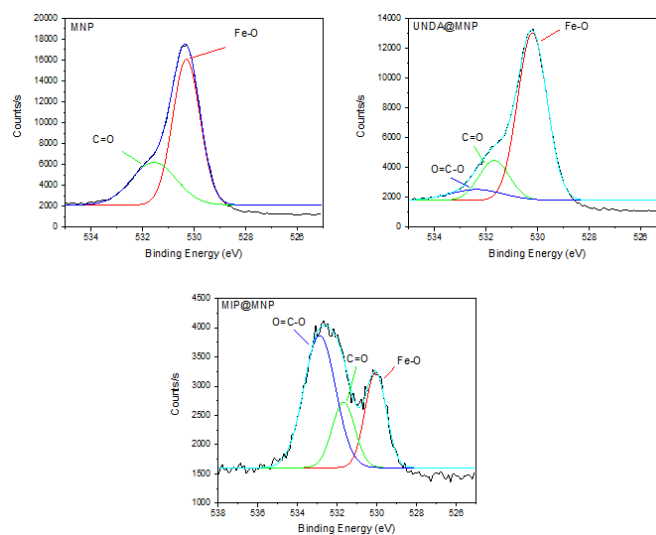 MNP
Fe-O
C=O
Counts/s
20000
18000
16000
14000
12000
10000
8000
6000
4000
2000
0
534 532 530 528 526
Binding Energy (eV)
UNDA@MNP
Fe-O
C=O
O=C-O
Counts/s
14000
12000
10000
8000
6000
4000
2000
0
534 532 530 528 526
Binding Energy (eV)
MIP@MNP
O=C-O
C=O
Fe-O
Counts/s
4500
4000
3500
3000
2500
2000
1500
1000
538 536 534 533 532 530 528 526
Binding Energy (eV)